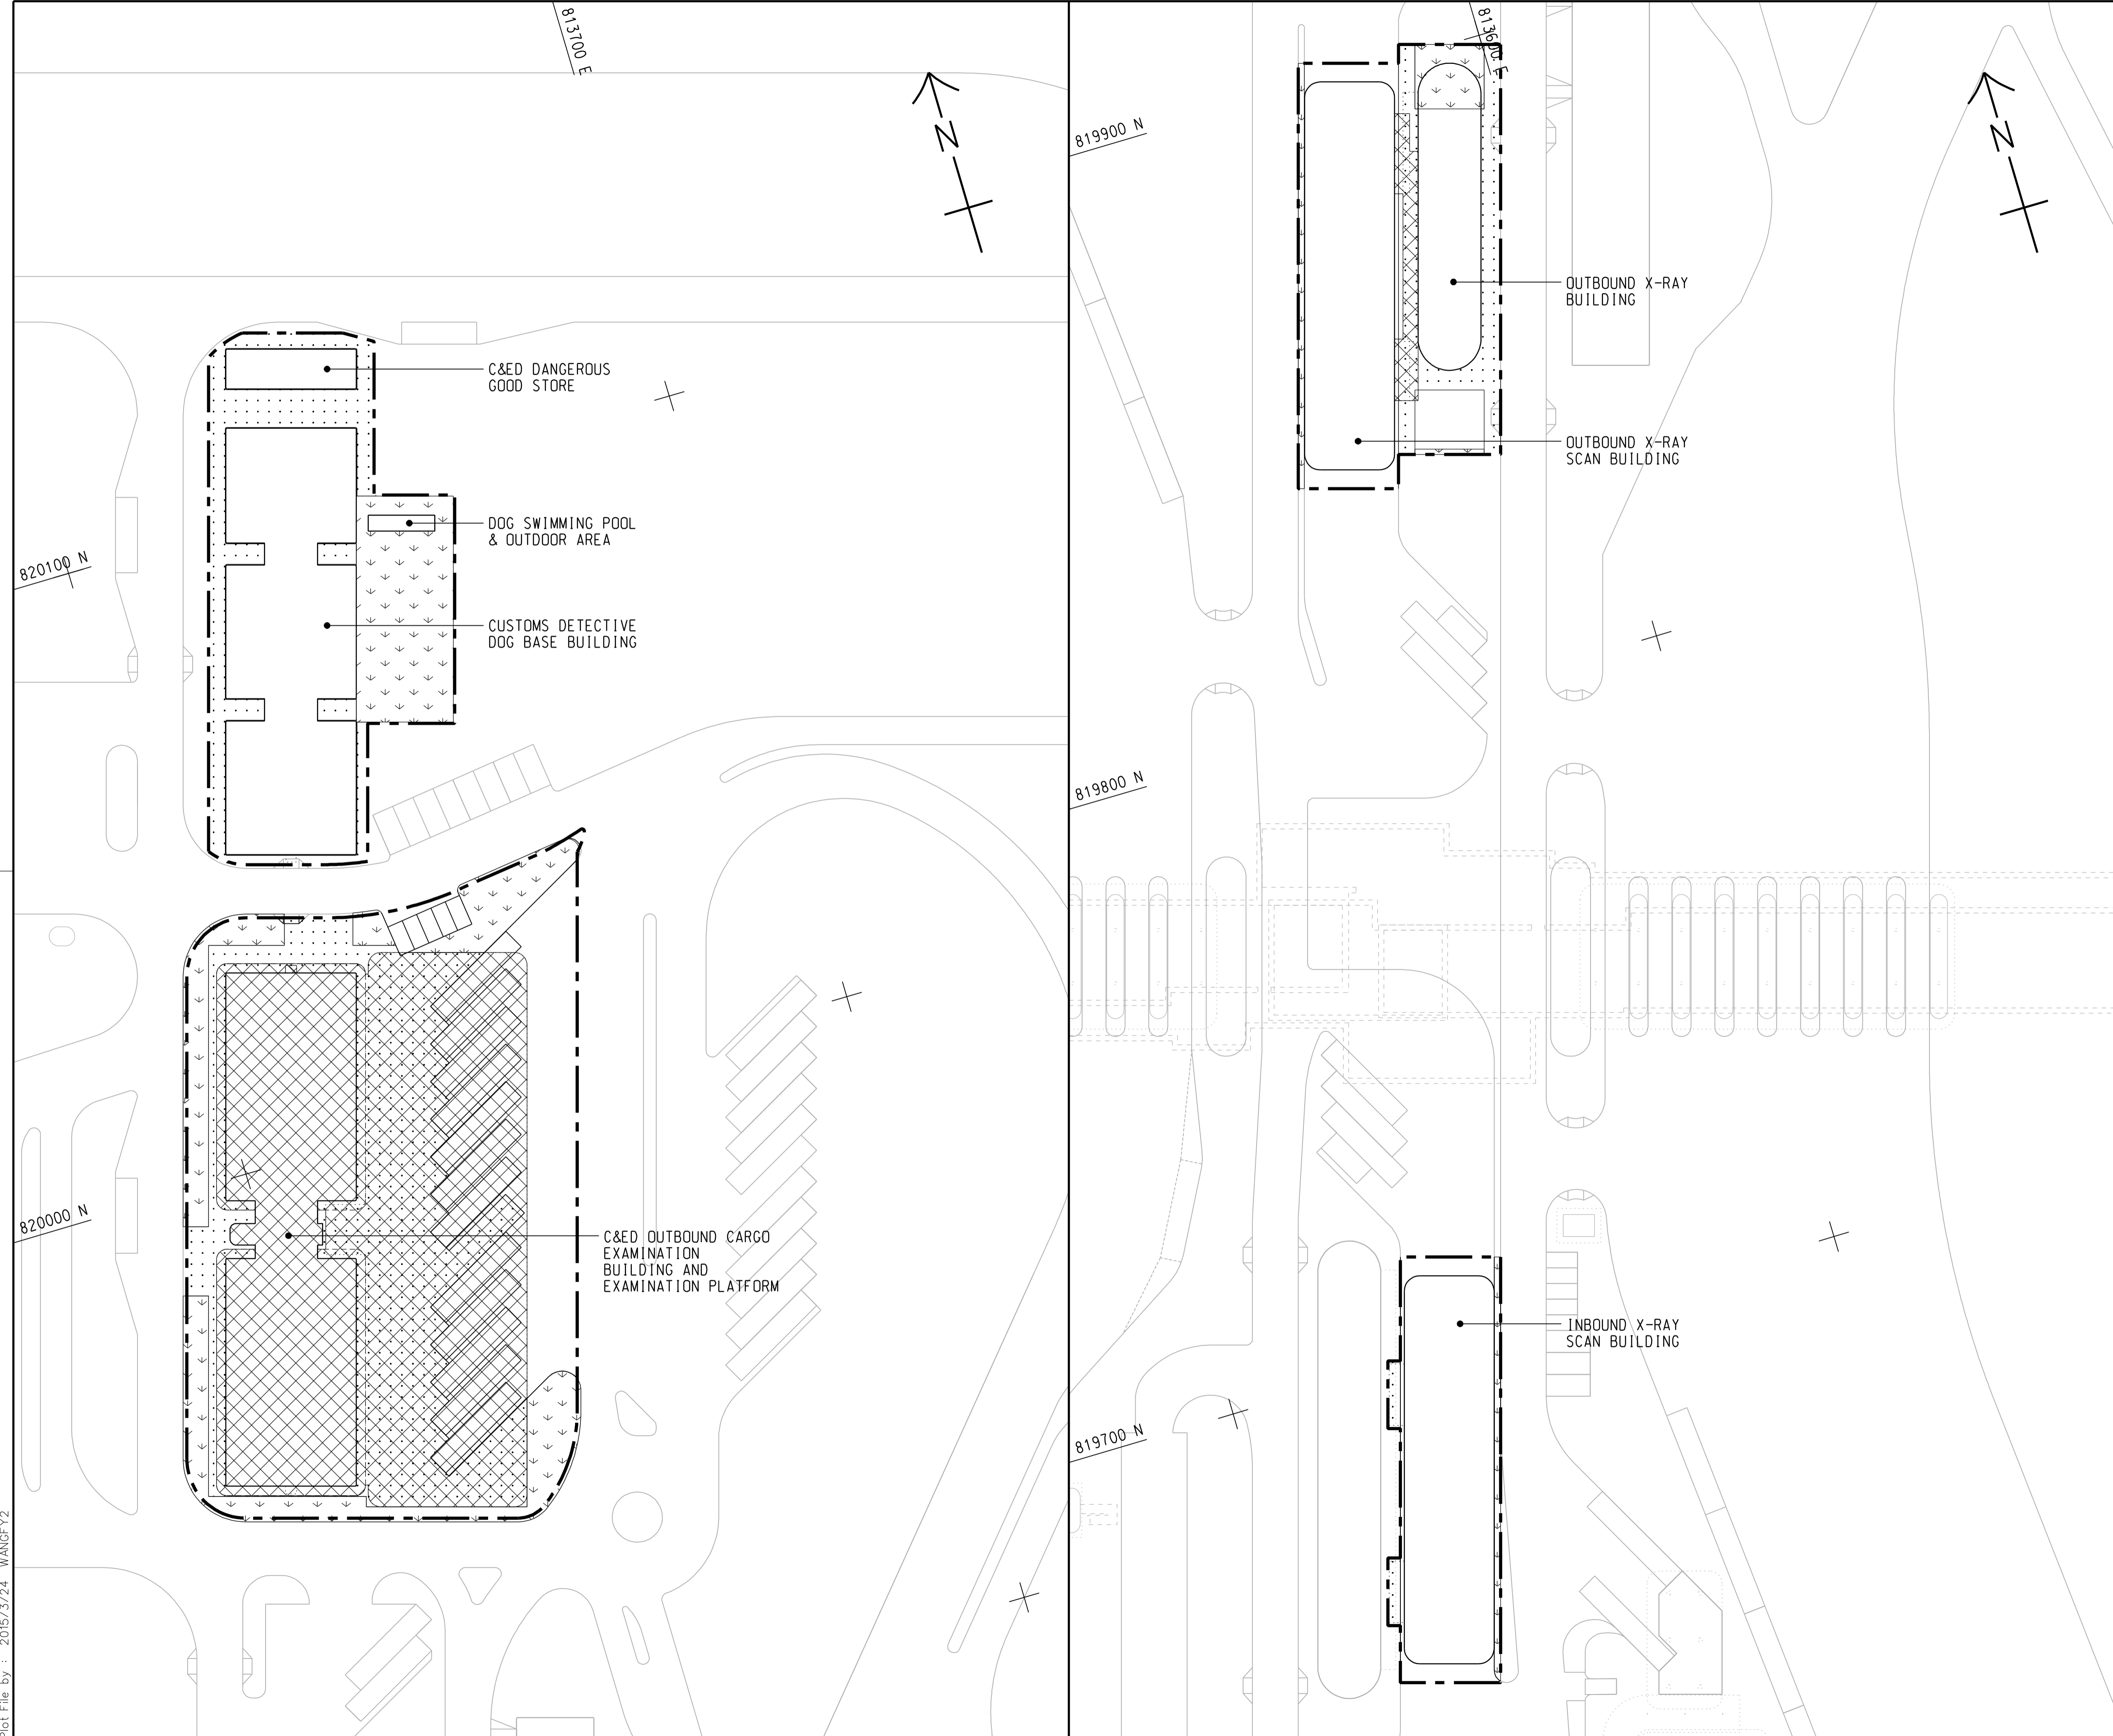 813700 E
C&ED DANGEROUS
GOOD STORE
DOG SWIMMING POOL
& OUTDOOR AREA
820100 N
CUSTOMS DETECTIVE
DOG BASE BUILDING
820000 N
C&ED OUTBOUND CARGO
EXAMINATION
BUILDING AND
EXAMINATION PLATFORM
Plot File by : 2015/3/24 WANGFY2
N
813600 E
N
819900 N
OUTBOUND X-RAY
BUILDING
OUTBOUND X-RAY
SCAN BUILDING
819800 N
INBOUND X-RAY
SCAN BUILDING
819700 N